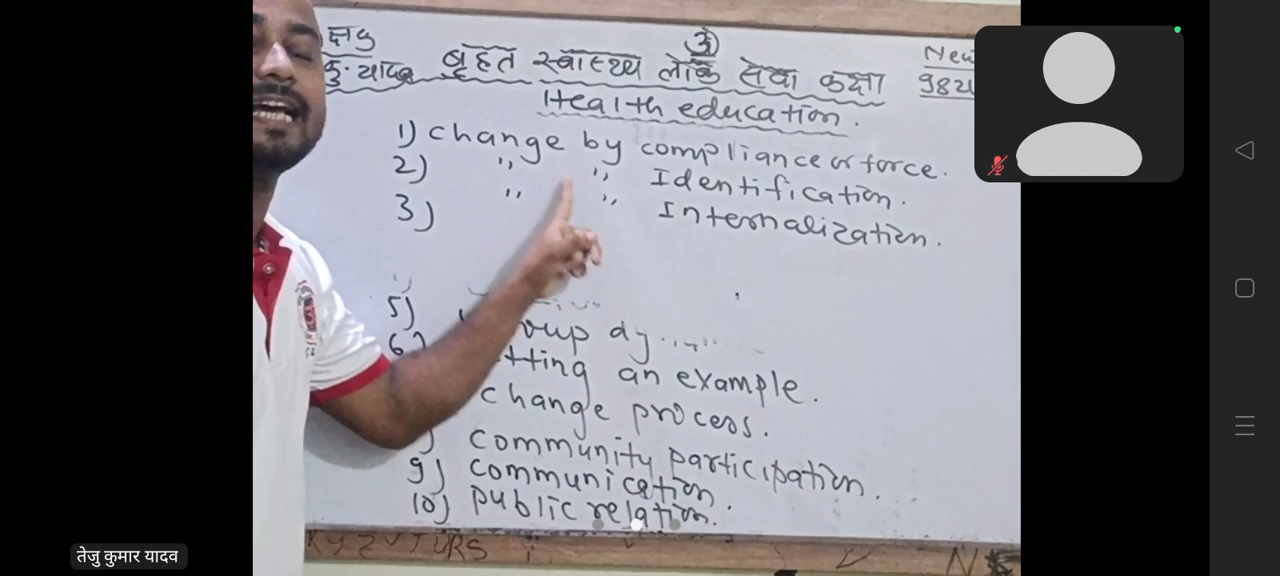 ॐ
बृहत स्वास्थ्य लोक सेवा कक्षा
कु. यादव
Health education.
1) change by compliance or force.
2) " " Identification.
3) " " Internalization.
5)
6) an example.
change process.
community participation.
9) communication.
10) public relation.
तेजु कुमार यादव